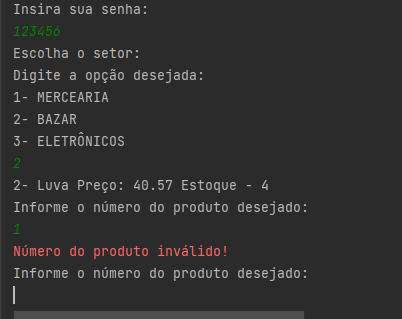 Insira sua senha:
123456
Escolha o setor:
Digite a opção desejada:
1- MERCEARIA
2- BAZAR
3- ELETRÔNICOS
2
2- Luva Preço: 40.57 Estoque - 4
Informe o número do produto desejado:
1
Número do produto inválido!
Informe o número do produto desejado: